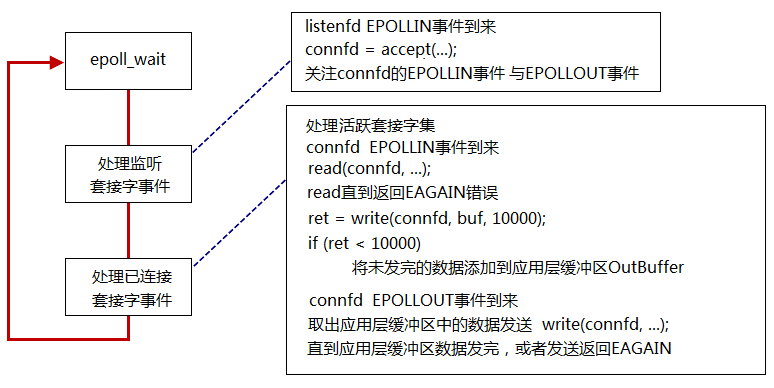 epoll_wait
处理监听
套接字事件
处理已连接
套接字事件
listenfd EPOLLIN事件到来
connfd = accept(...);
关注connfd的EPOLLIN事件 与EPOLLOUT事件
处理活跃套接字集
connfd EPOLLIN事件到来
read(connfd, ...);
read直到返回EAGAIN错误
ret = write(connfd, buf, 10000);
if (ret < 10000)
将未发完的数据添加到应用层缓冲区OutBuffer
connfd EPOLLOUT事件到来
取出应用层缓冲区中的数据发送 write(connfd, ...);
直到应用层缓冲区数据发完，或者发送返回EAGAIN